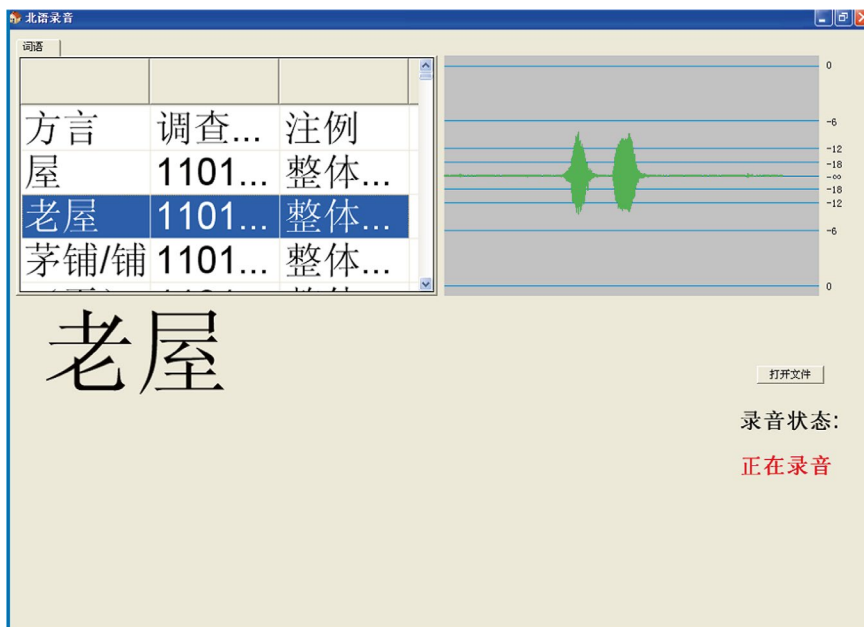 北语录音
词语
方言 调查... 注例
屋 1101... 整体...
老屋 1101... 整体...
茅铺/铺 1101... 整体...
老屋
0
-6
-12
-18
-∞
-18
-12
-6
0
打开文件
录音状态:
正在录音